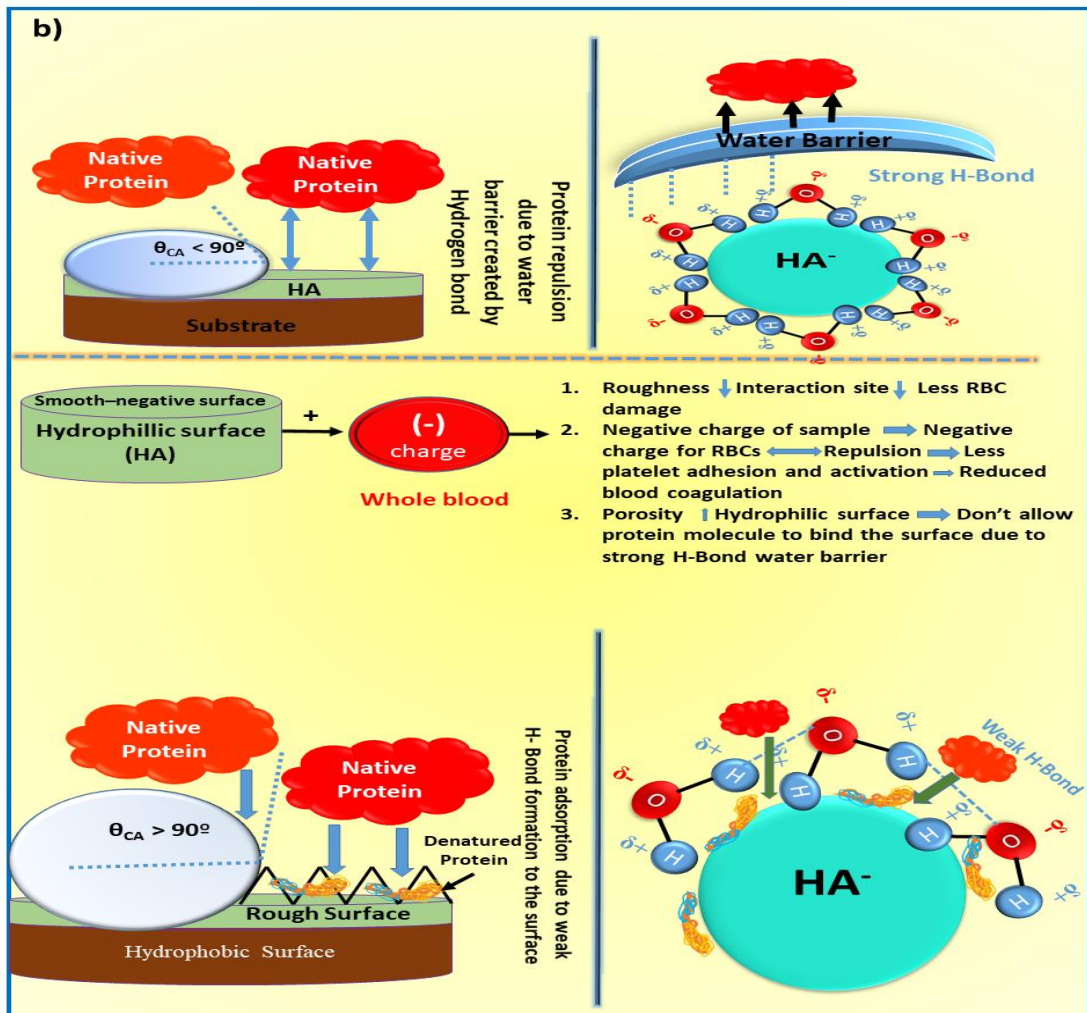 b)
Native
Protein
Native
Protein
θCA < 90º
HA
Substrate
Protein repulsion
due to water
barrier created by
Hydrogen bond
Water Barrier
Strong H-Bond
HA-
O
H
H
δ-
δ+
δ+
O
H
H
δ-
δ+
δ+
O
H
H
δ-
δ+
δ+
O
H
H
δ-
δ+
δ+
O
H
H
δ-
δ+
δ+
O
H
H
δ-
δ+
δ+
Smooth–negative surface
Hydrophillic surface
(HA)
+
(-)
charge
Whole blood
1. Roughness ↓ Interaction site ↓ Less RBC
damage
2. Negative charge of sample → Negative
charge for RBCs ↔ Repulsion → Less
platelet adhesion and activation → Reduced
blood coagulation
3. Porosity ↑ Hydrophilic surface → Don't allow
protein molecule to bind the surface due to
strong H-Bond water barrier
Native
Protein
Native
Protein
θCA > 90º
Denatured
Protein
Rough Surface
Hydrophobic Surface
Protein adsorption due to weak
H- Bond formation to the surface
Weak H-Bond
HA-
δ-
O
H
H
δ+
δ+
δ-
O
H
H
δ+
δ+
δ-
O
H
H
δ+
δ+